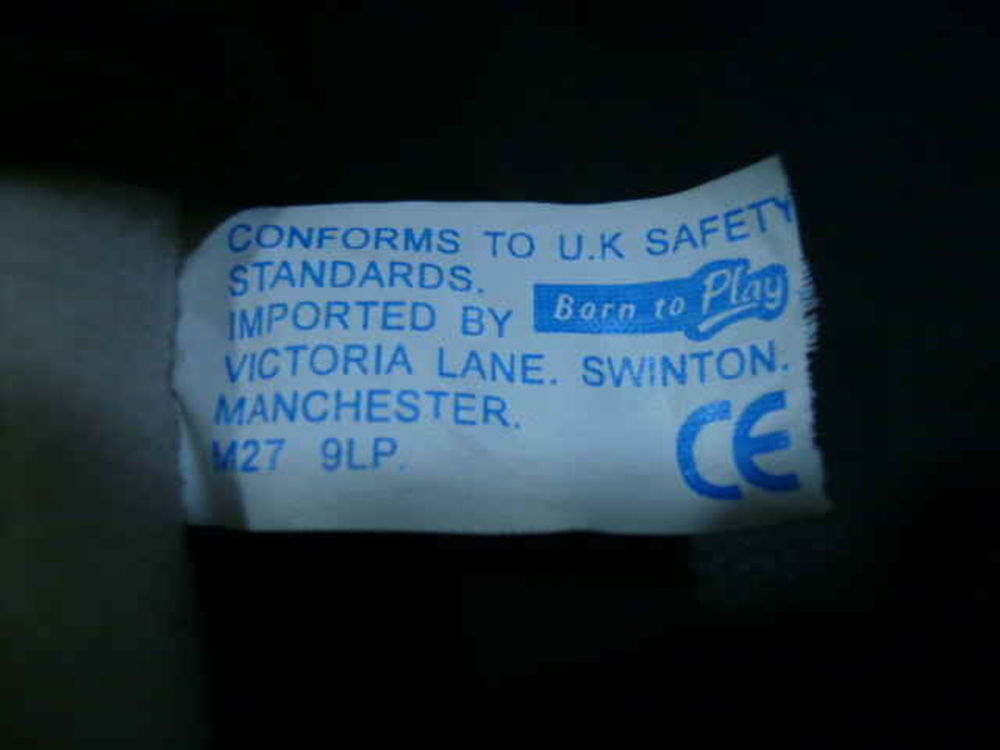 CONFORMS TO U.K SAFETY
STANDARDS.
IMPORTED BY Born to Play
VICTORIA LANE. SWINTON.
MANCHESTER.
M27 9LP.
CE